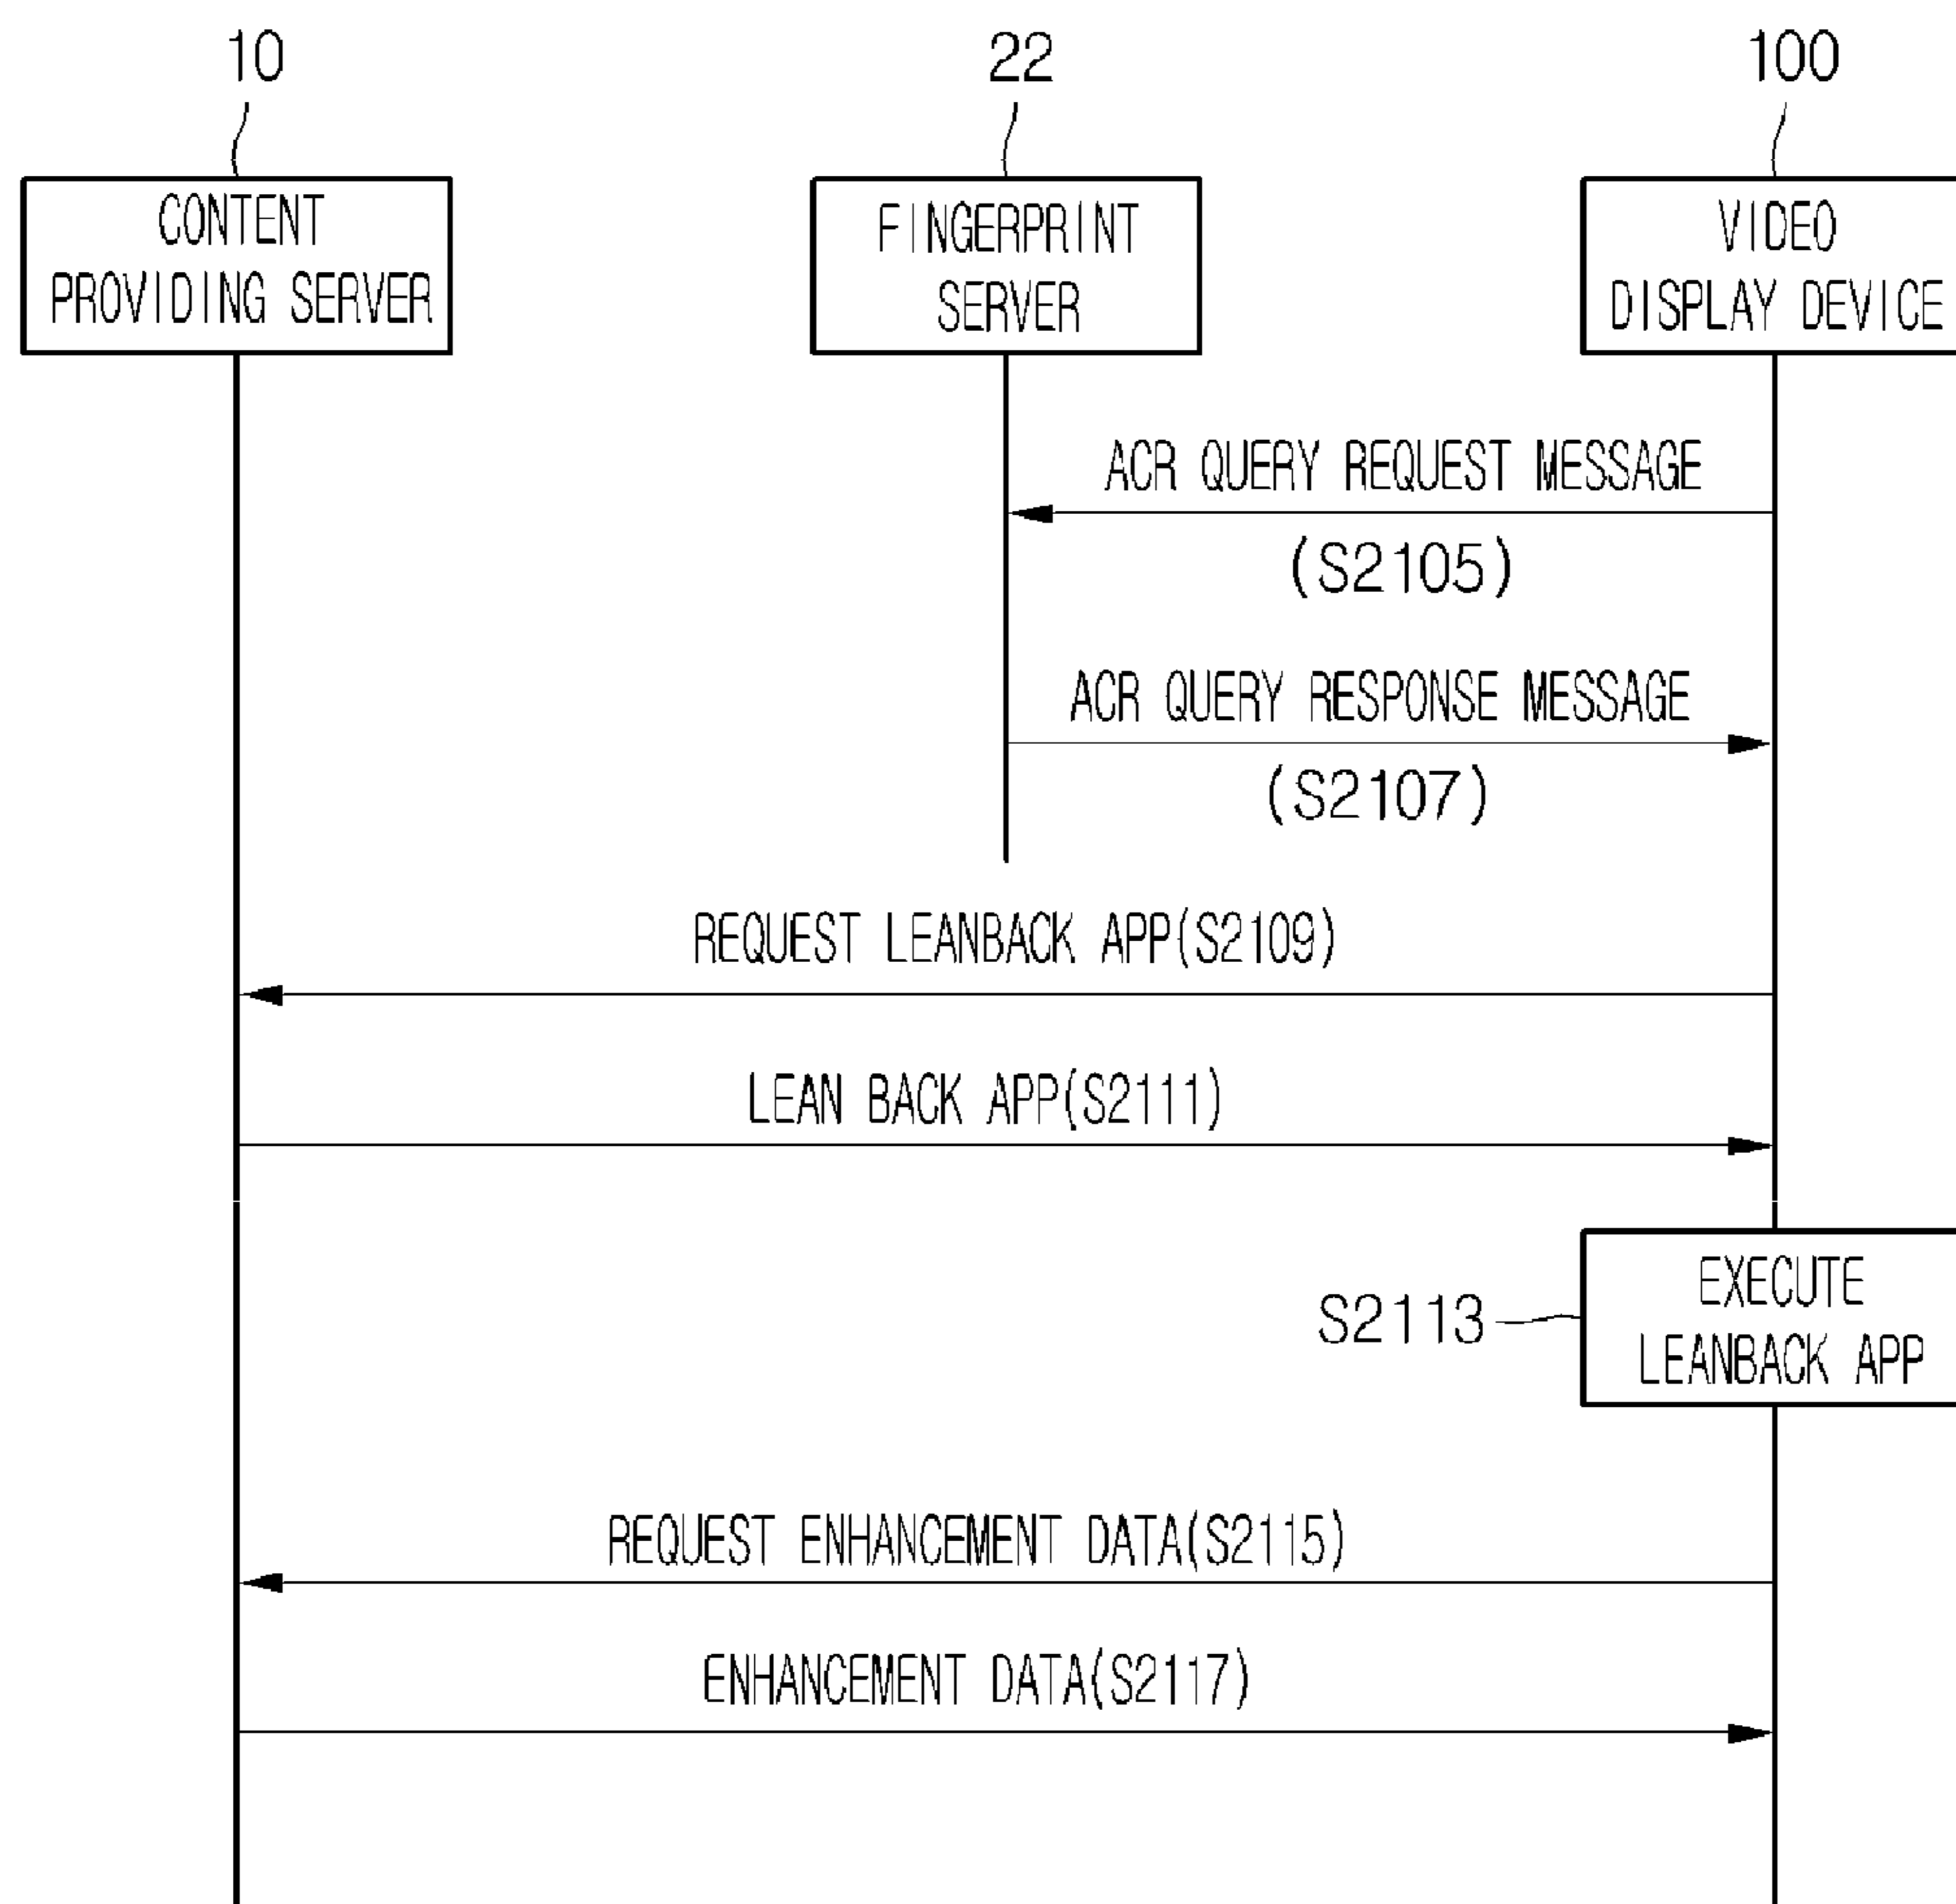 10
22
100
CONTENT
PROVIDING SERVER
FINGERPRINT
SERVER
VIDEO
DISPLAY DEVICE
ACR QUERY REQUEST MESSAGE
(S2105)
ACR QUERY RESPONSE MESSAGE
(S2107)
REQUEST LEANBACK APP(S2109)
LEAN BACK APP(S2111)
S2113
EXECUTE
LEANBACK APP
REQUEST ENHANCEMENT DATA(S2115)
ENHANCEMENT DATA(S2117)